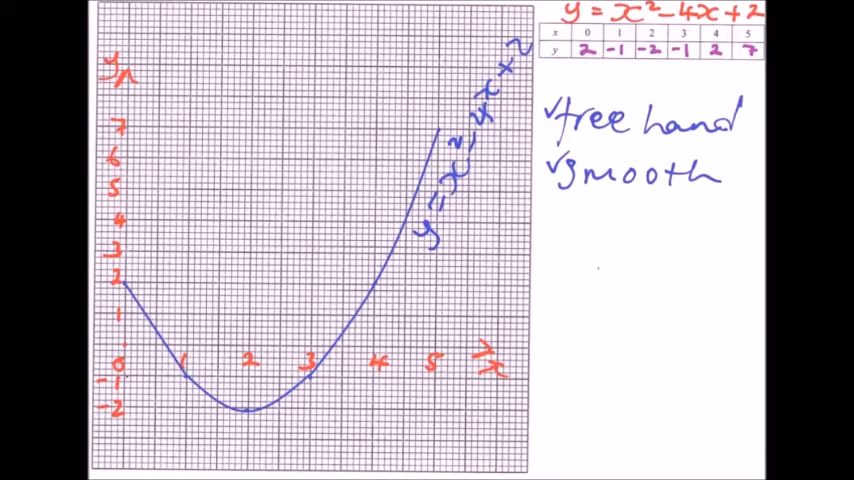 y = x² - 4x + 2
x 0 1 2 3 4 5
y 2 -1 -2 -1 2 7
✓free hand
✓smooth
y
7
6
5
4
3
2
1
0
-1
-2
1 2 3 4 5 x
y = x² - 4x + 2